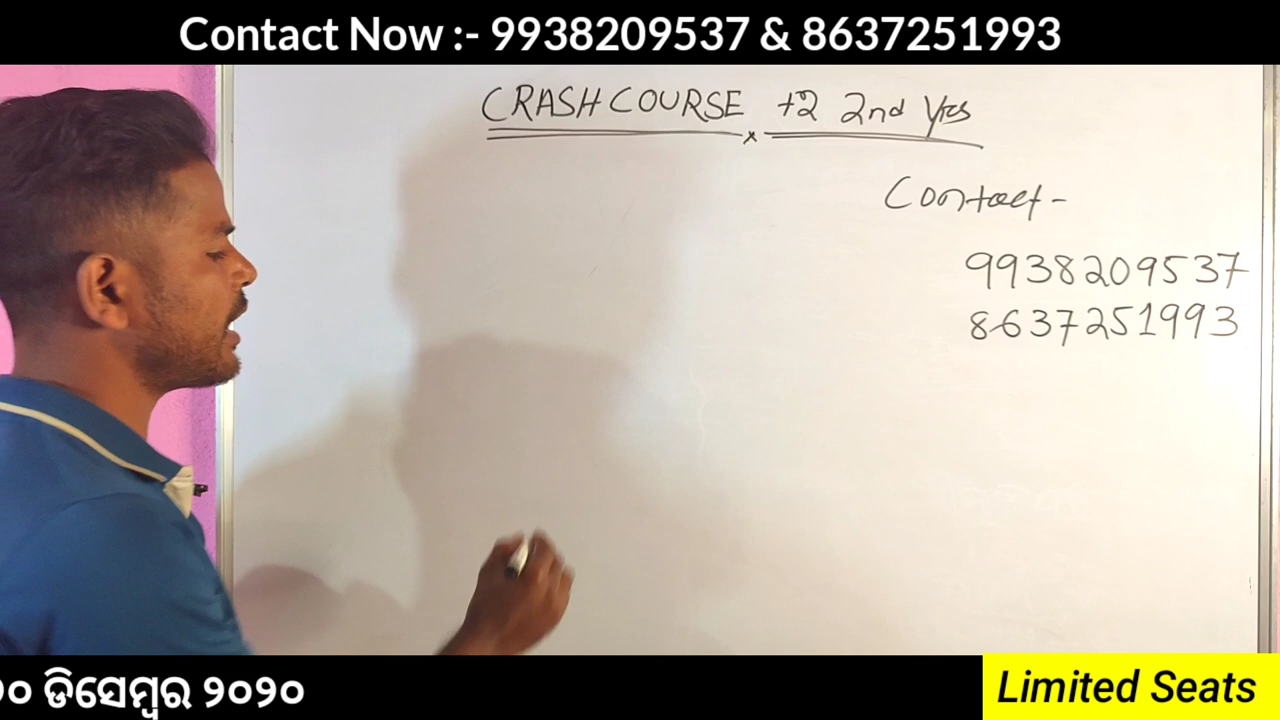 Contact Now :- 9938209537 & 8637251993
CRASH COURSE +2 2nd Yrs
Contact -
9938209537
8637251993
ଡିସେମ୍ବର ୨୦୨୦
Limited Seats